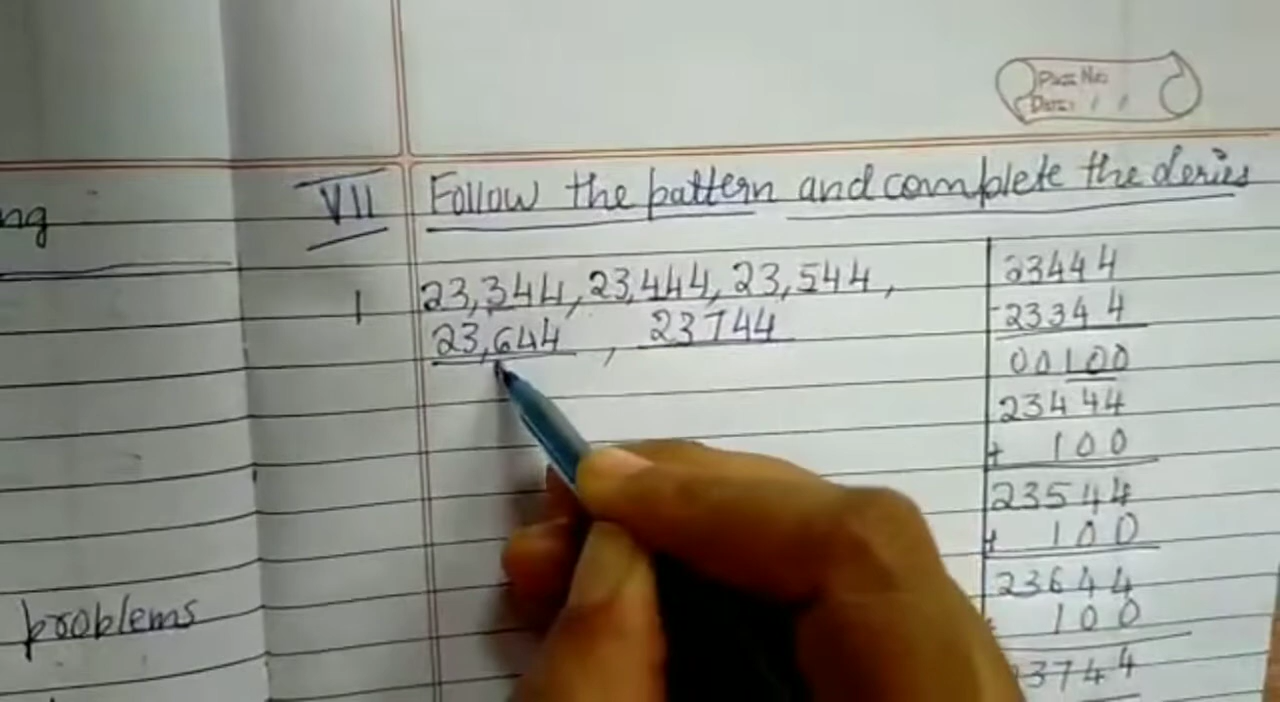 Page No:
Date: / /
VII Follow the pattern and complete the deries
ng
1 23,344, 23,444, 23,544,
23,644 , 23744
problems
23444
-23344
00100
23444
+ 100
23544
+ 100
23644
100
3744